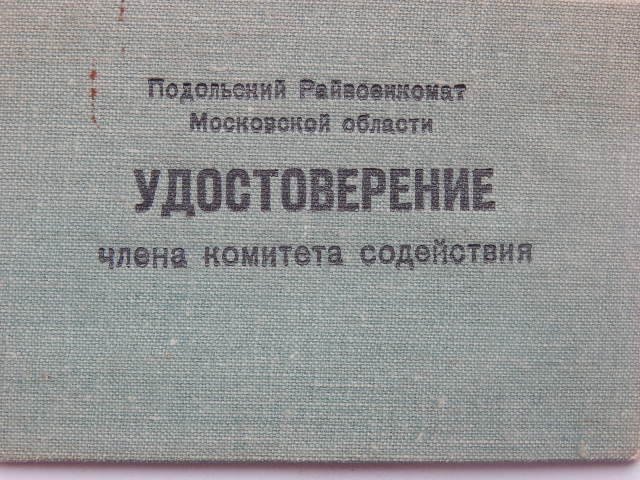 Подольский Райвоенкомат
Московской области
УДОСТОВЕРЕНИЕ
члена комитета содействия